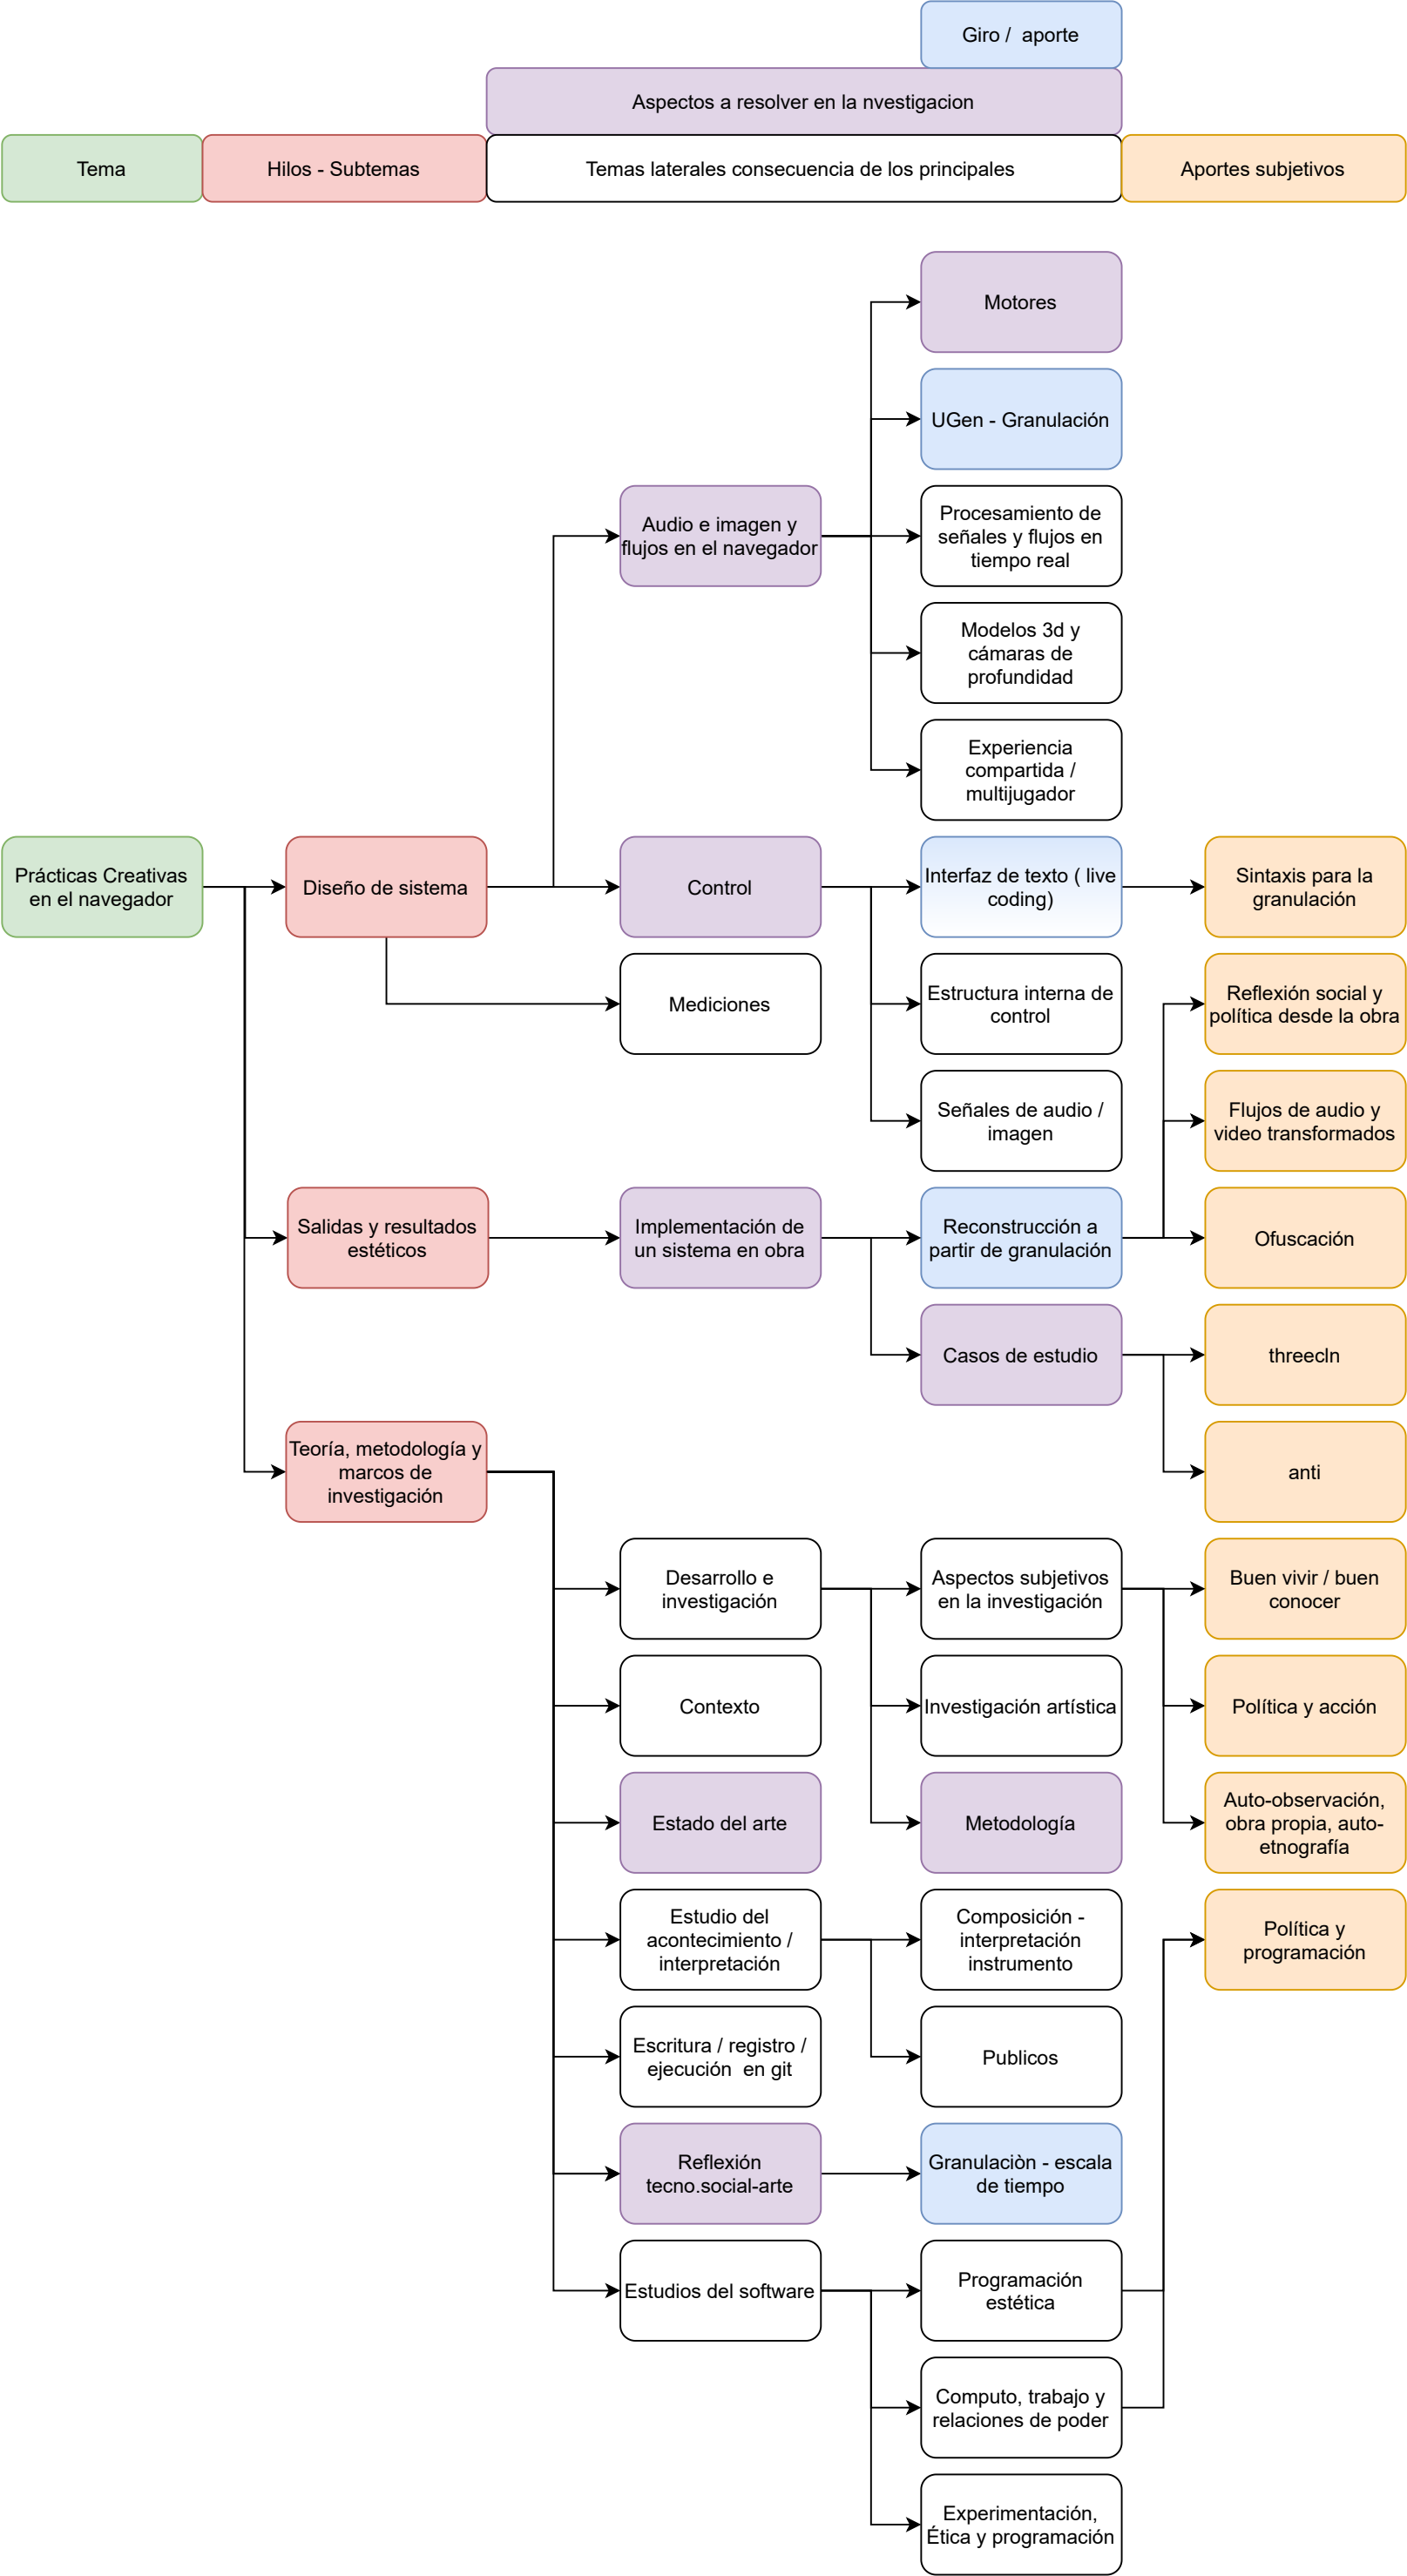 Giro /  aporte
Aspectos a resolver en la nvestigacion
Tema
Hilos - Subtemas
Temas laterales consecuencia de los principales
Aportes subjetivos
Motores
UGen - Granulación
Audio e imagen y
flujos en el navegador
Procesamiento de
señales y flujos en
tiempo real
Modelos 3d y
cámaras de
profundidad
Experiencia
compartida /
multijugador
Prácticas Creativas
en el navegador
Diseño de sistema
Control
Interfaz de texto ( live
coding)
Sintaxis para la
granulación
Mediciones
Estructura interna de
control
Reflexión social y
política desde la obra
Señales de audio /
imagen
Flujos de audio y
video transformados
Salidas y resultados
estéticos
Implementación de
un sistema en obra
Reconstrucción a
partir de granulación
Ofuscación
Casos de estudio
threecln
Teoría, metodología y
marcos de
investigación
anti
Desarrollo e
investigación
Aspectos subjetivos
en la investigación
Buen vivir / buen
conocer
Contexto
Investigación artística
Política y acción
Estado del arte
Metodología
Auto-observación,
obra propia, auto-
etnografía
Estudio del
acontecimiento /
interpretación
Composición -
interpretación
instrumento
Política y
programación
Escritura / registro /
ejecución  en git
Publicos
Reflexión
tecno.social-arte
Granulaciòn - escala
de tiempo
Estudios del software
Programación
estética
Computo, trabajo y
relaciones de poder
Experimentación,
Ética y programación